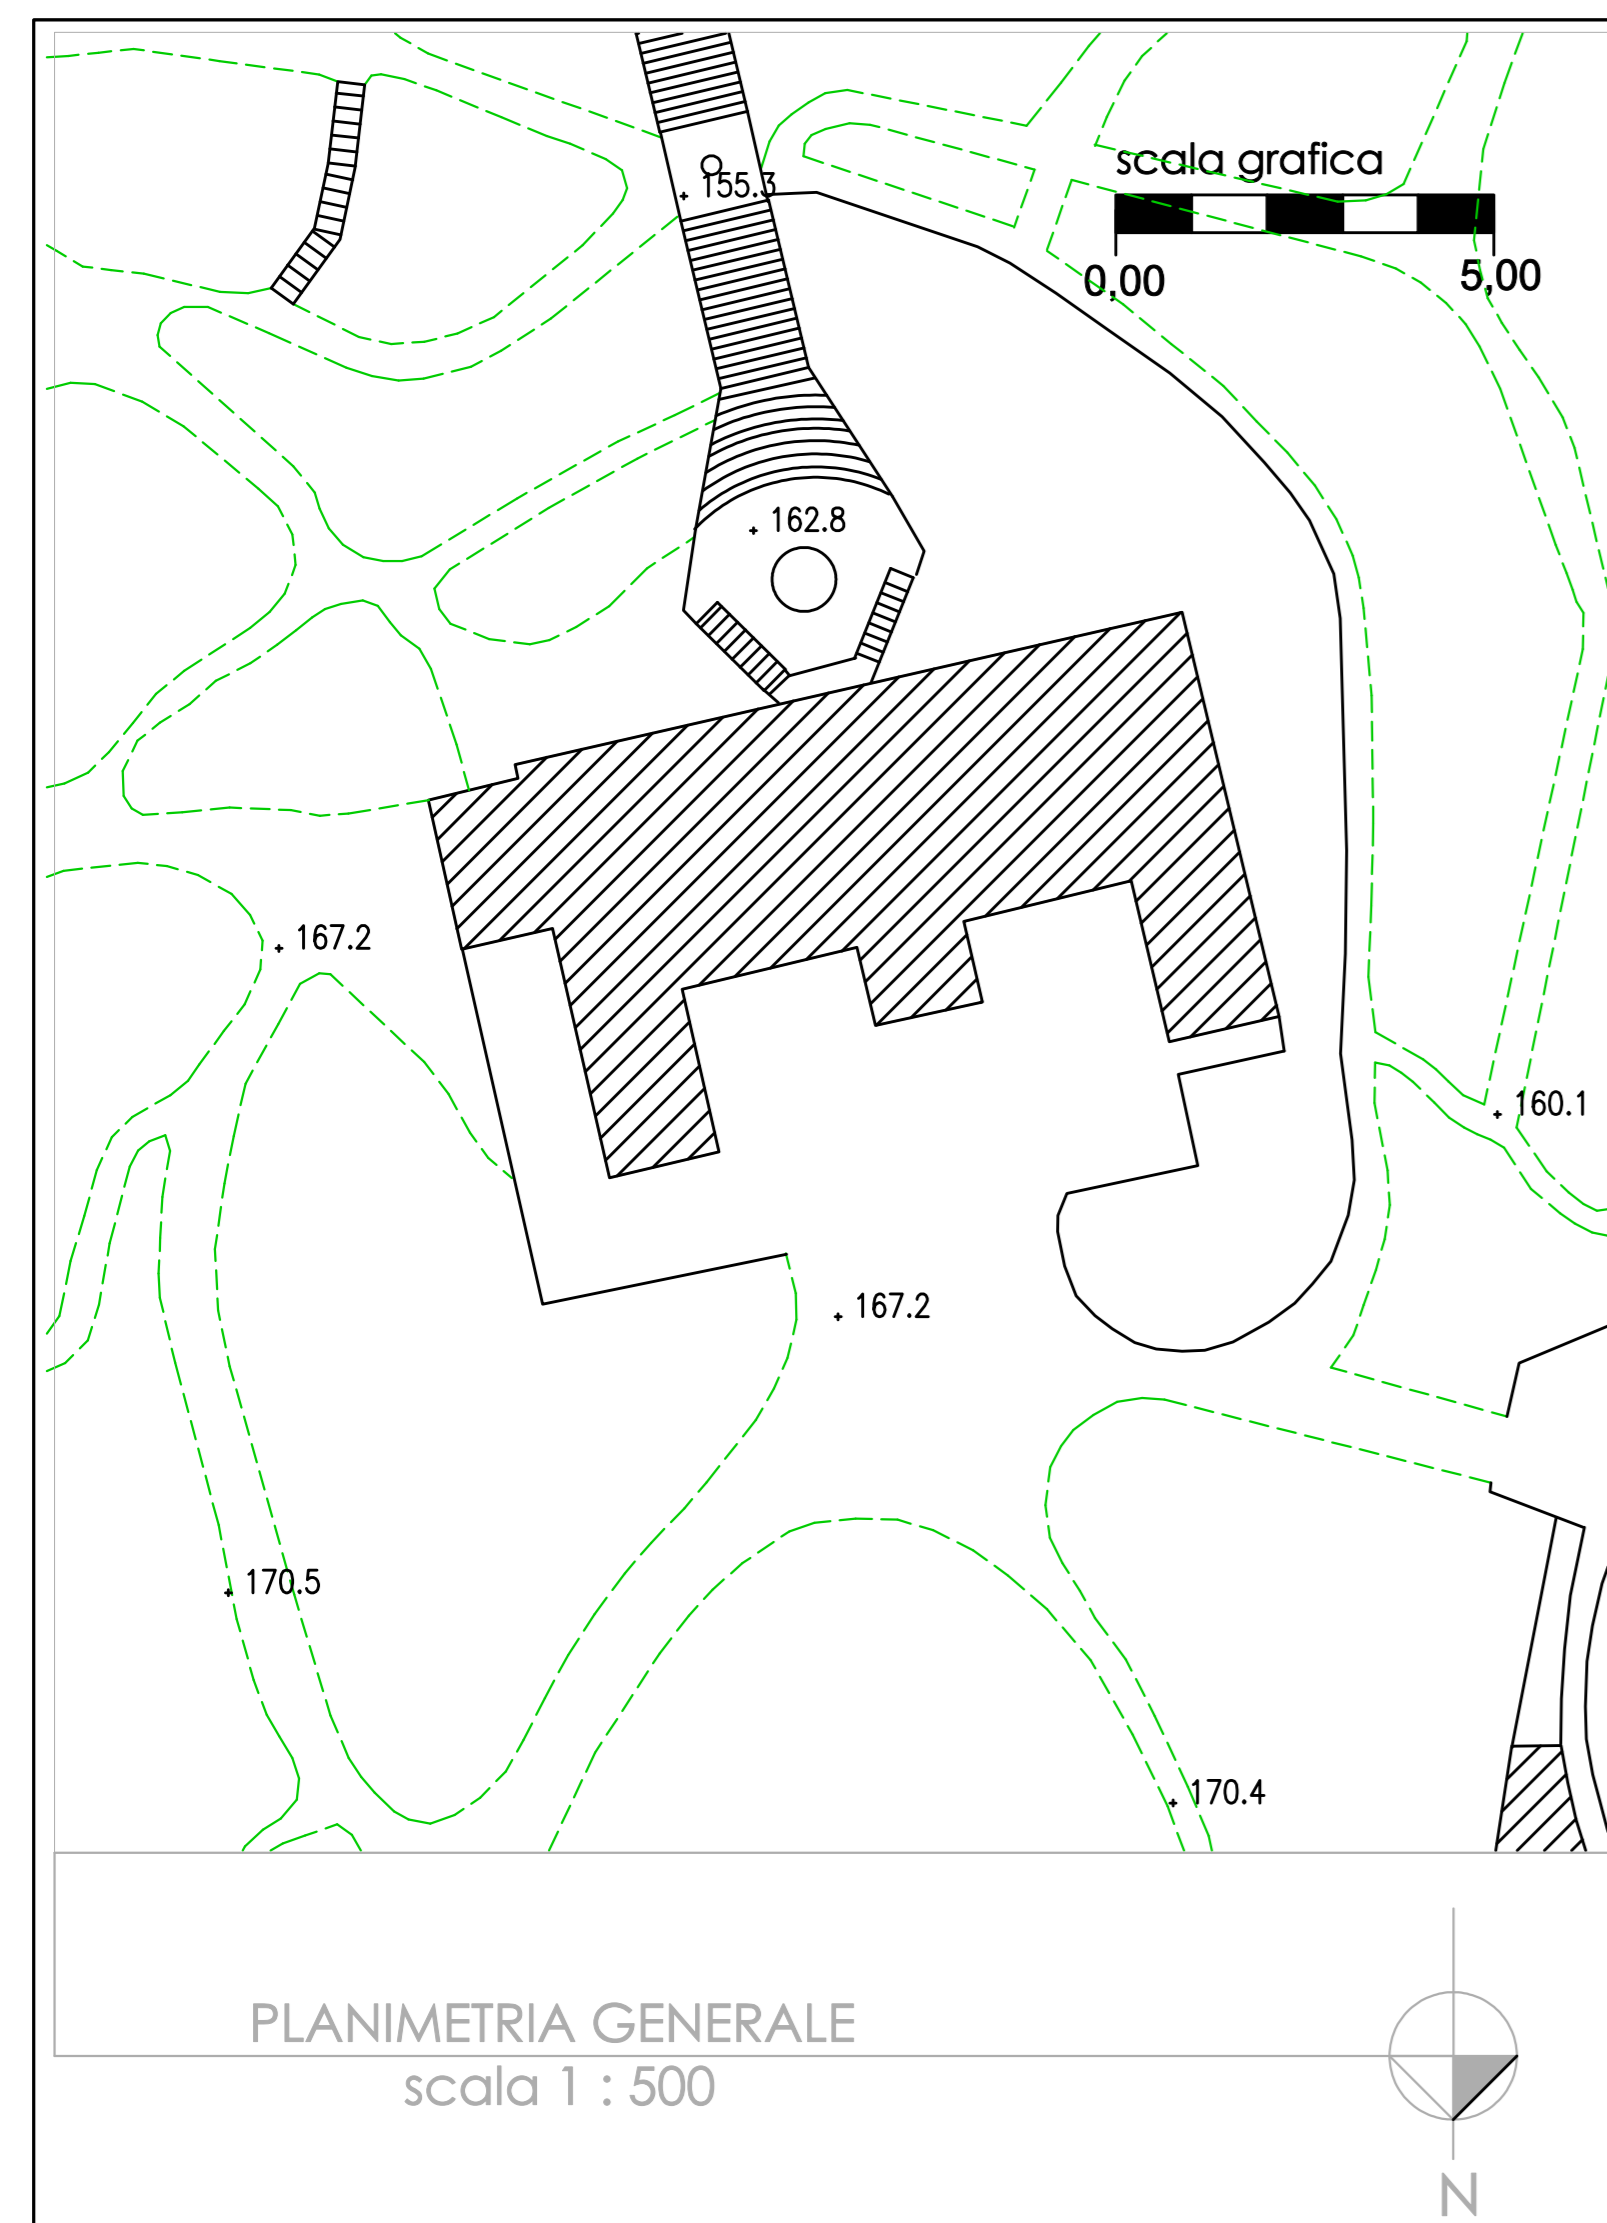 scala grafica
155.3
0,00
5,00
162.8
167.2
160.1
167.2
170.5
170.4
PLANIMETRIA GENERALE
scala 1 : 500
N